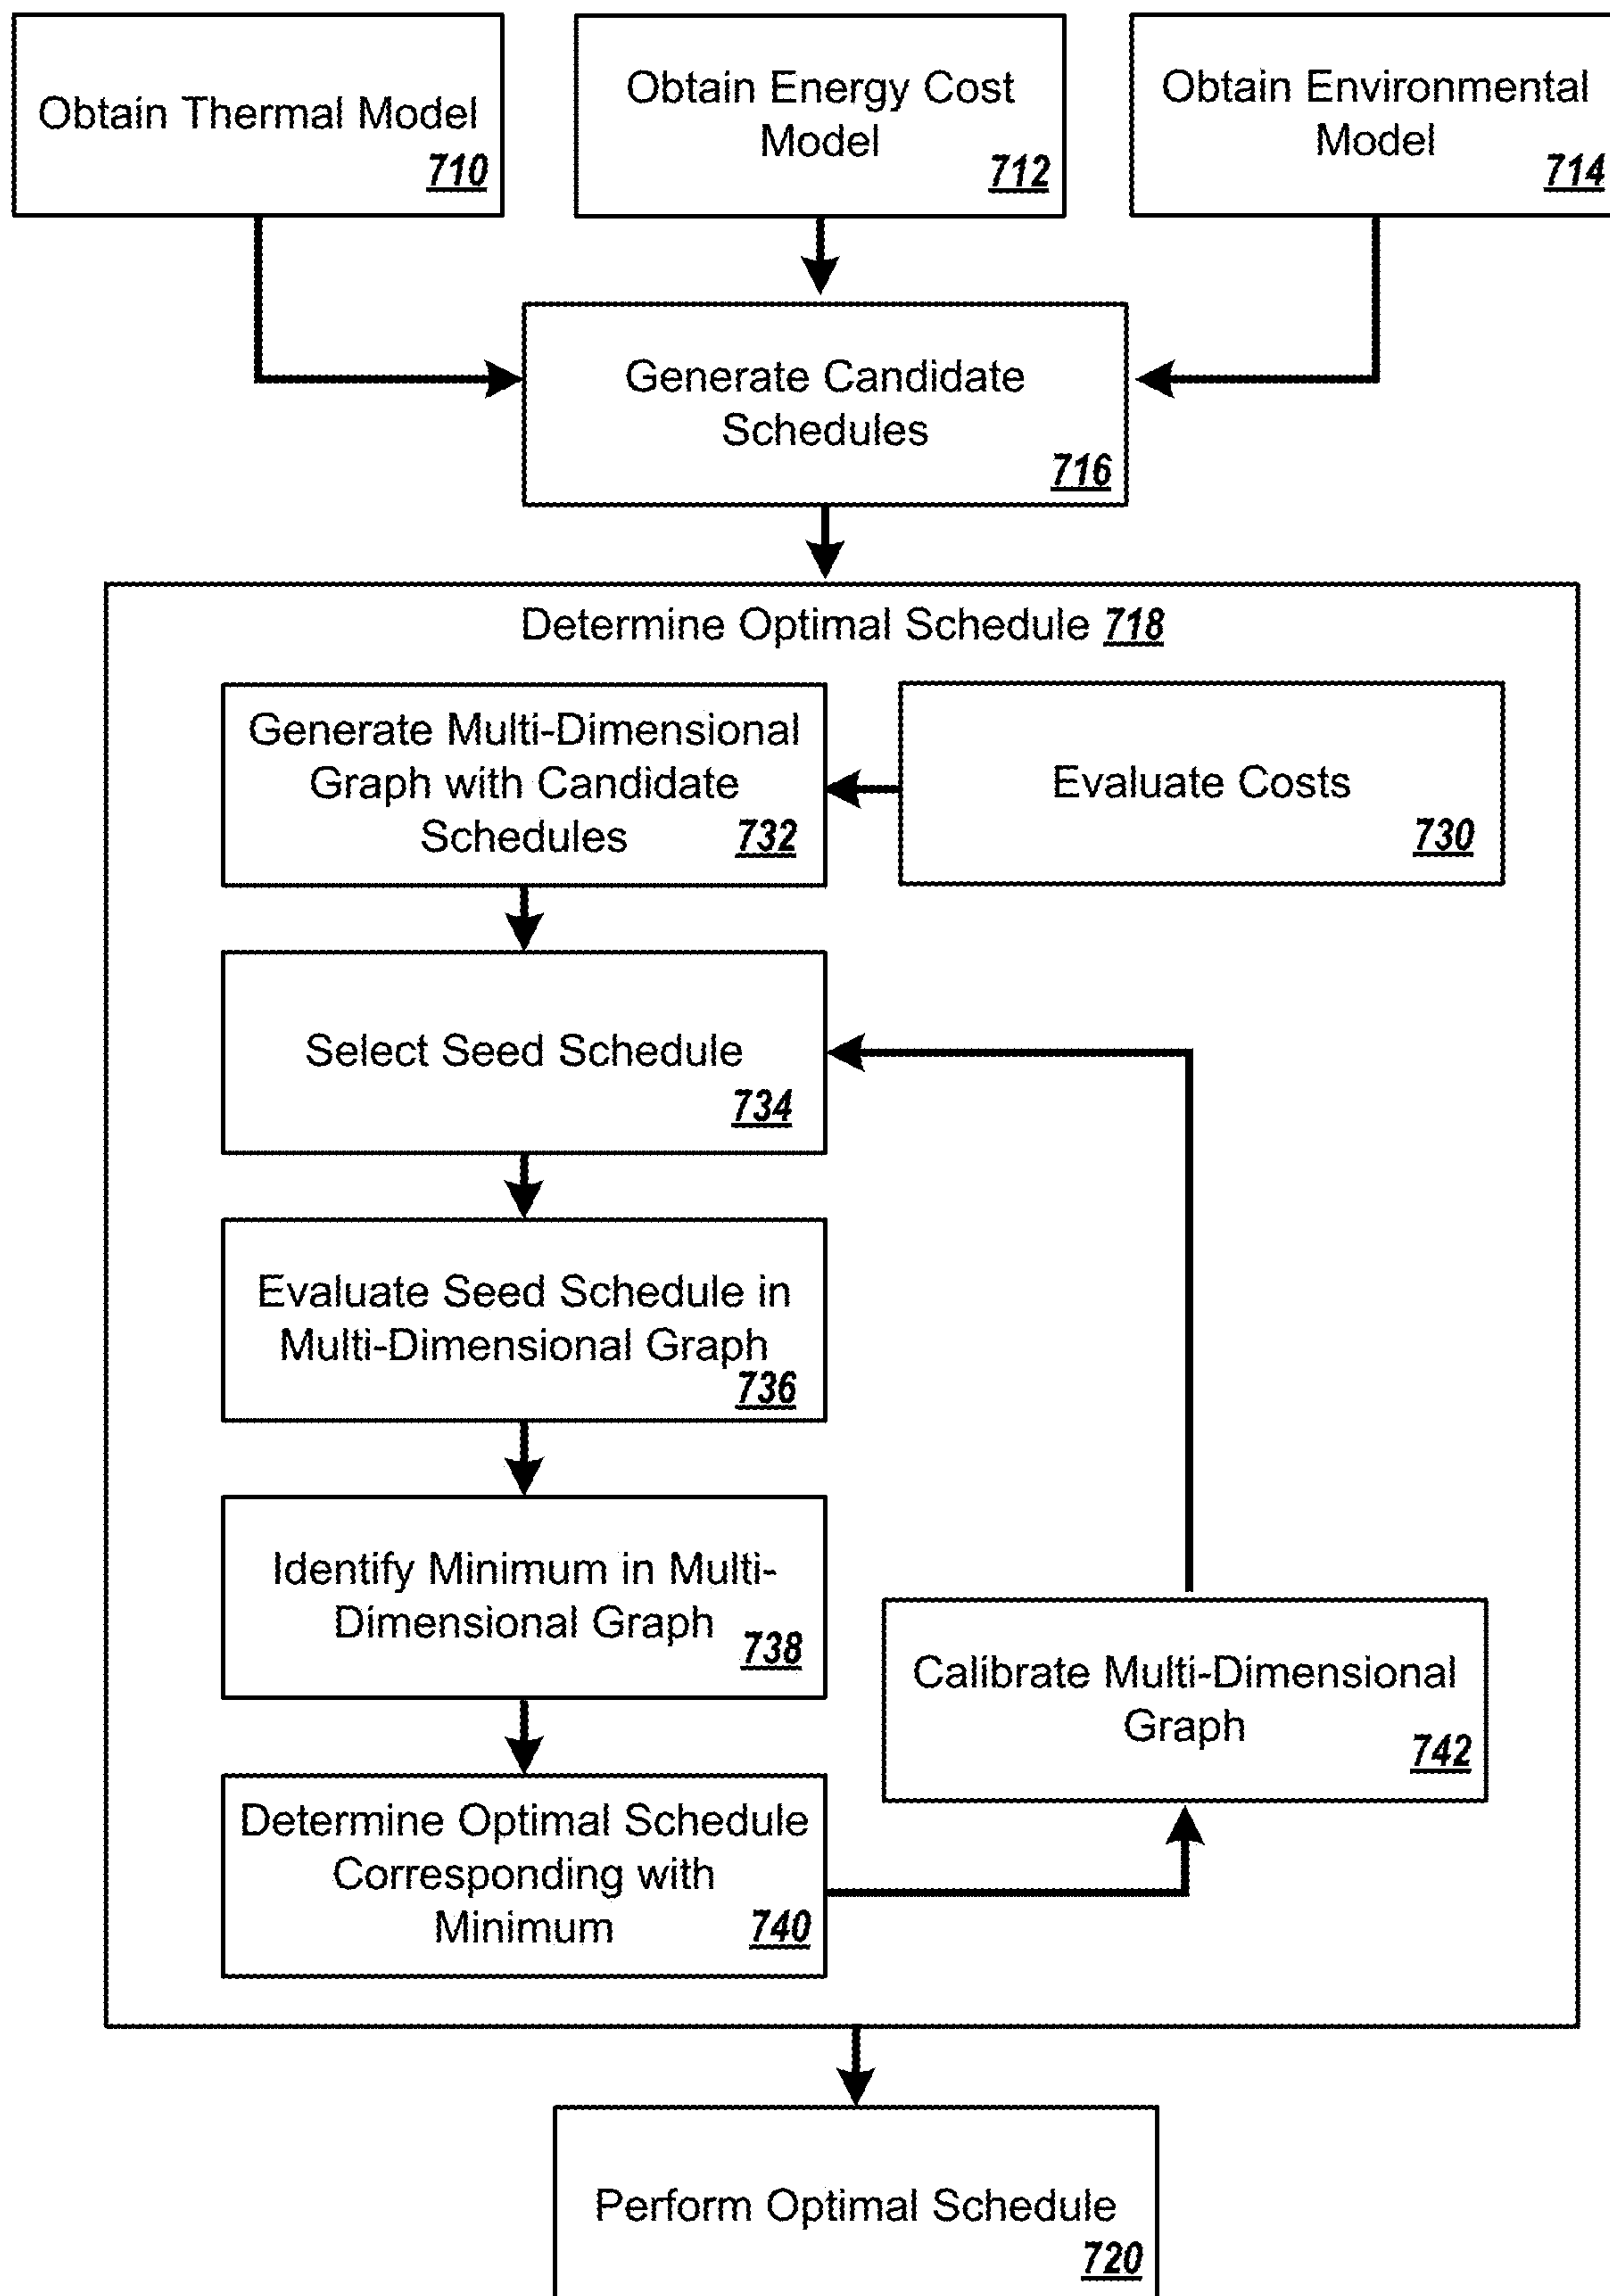 Obtain Thermal Model
710
Obtain Energy Cost
Model
712
Obtain Environmental
Model
714
Generate Candidate
Schedules
716
Determine Optimal Schedule 718
Generate Multi-Dimensional
Graph with Candidate
Schedules
732
Evaluate Costs
730
Select Seed Schedule
734
Evaluate Seed Schedule in
Multi-Dimensional Graph
736
Identify Minimum in Multi-
Dimensional Graph
738
Calibrate Multi-Dimensional
Graph
742
Determine Optimal Schedule
Corresponding with
Minimum
740
Perform Optimal Schedule
720